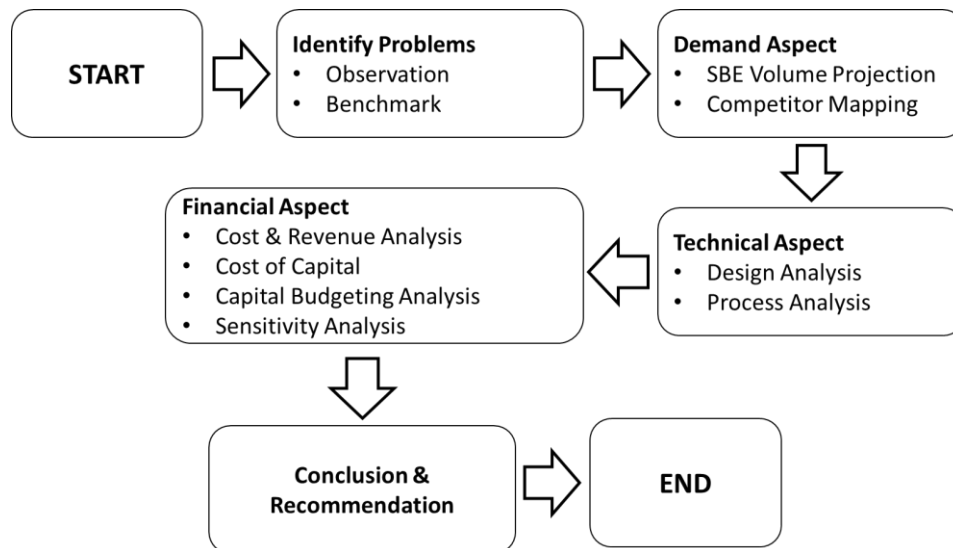 START
Identify Problems
• Observation
• Benchmark
Demand Aspect
• SBE Volume Projection
• Competitor Mapping
Technical Aspect
• Design Analysis
• Process Analysis
Financial Aspect
• Cost & Revenue Analysis
• Cost of Capital
• Capital Budgeting Analysis
• Sensitivity Analysis
Conclusion &
Recommendation
END